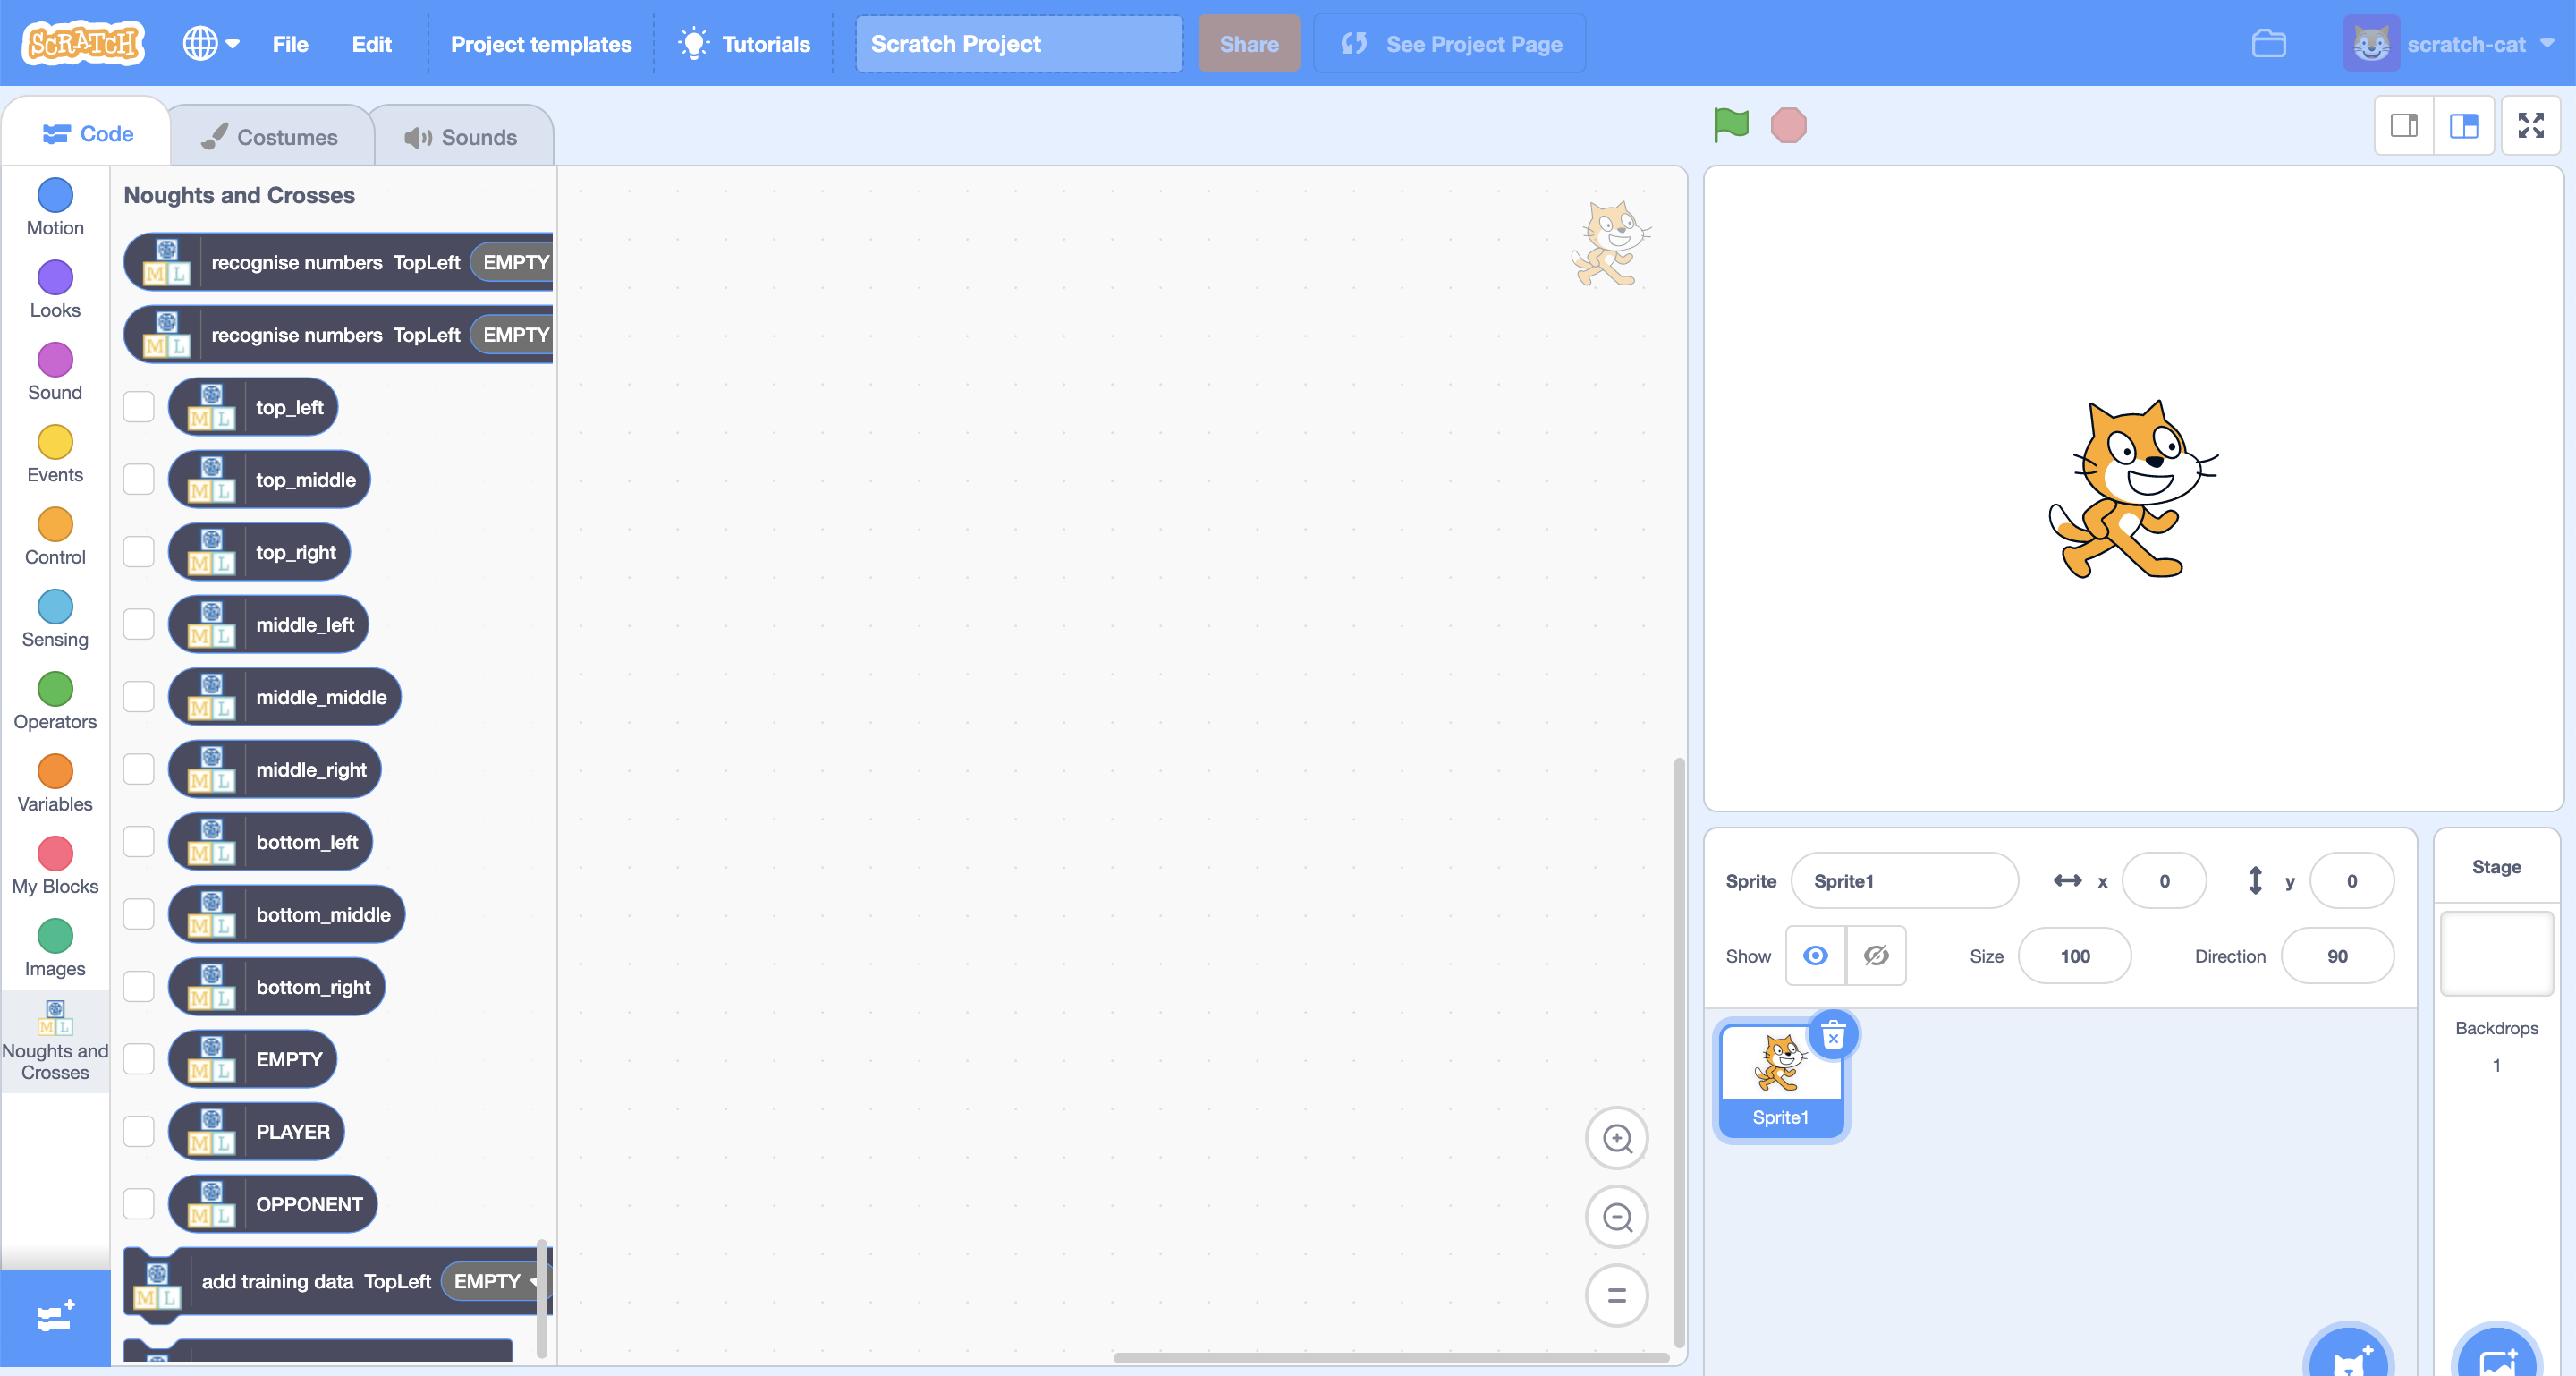 SCRATCH File Edit Project templates Tutorials Scratch Project Share See Project Page scratch-cat
Code Costumes Sounds
Motion
Looks
Sound
Events
Control
Sensing
Operators
Variables
My Blocks
Images
M L
Noughts and
Crosses
Noughts and Crosses
M L recognise numbers TopLeft EMPTY
M L recognise numbers TopLeft EMPTY
M L top_left
M L top_middle
M L top_right
M L middle_left
M L middle_middle
M L middle_right
M L bottom_left
M L bottom_middle
M L bottom_right
M L EMPTY
M L PLAYER
M L OPPONENT
M L add training data TopLeft EMPTY
Sprite Sprite1 x 0 y 0
Show Size 100 Direction 90
Sprite1
Stage
Backdrops
1